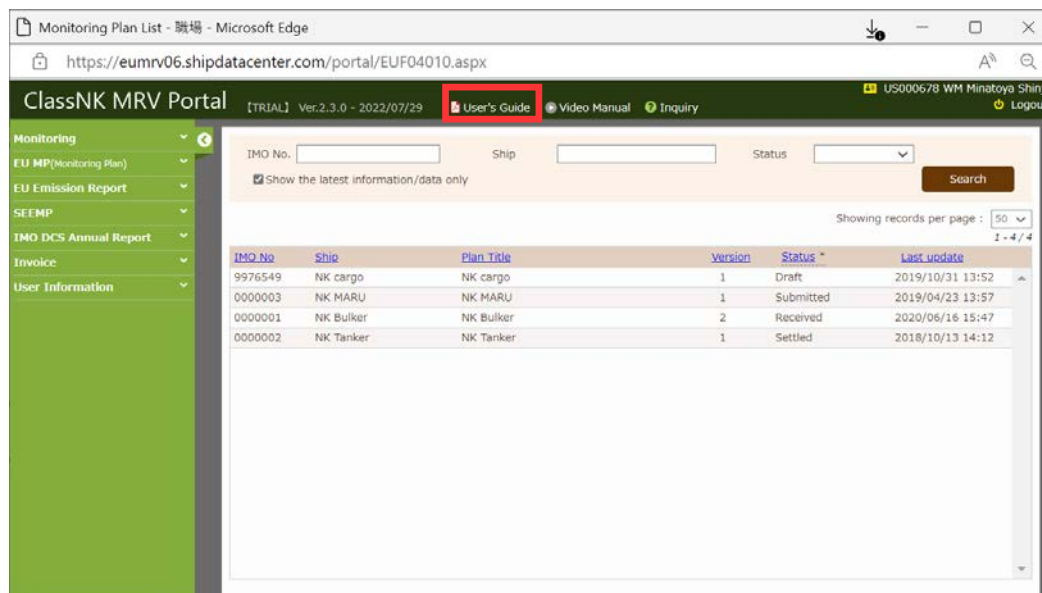 Monitoring Plan List - 職場 - Microsoft Edge
https://eumrv06.shipdatacenter.com/portal/EUF04010.aspx
ClassNK MRV Portal 【TRIAL】 Ver.2.3.0 - 2022/07/29 User's Guide Video Manual Inquiry
US000678 WM Minatoya Shin
Logou
Monitoring
EU MP(Monitoring Plan)
EU Emission Report
SEEMP
IMO DCS Annual Report
Invoice
User Information
IMO No. Ship Status
Show the latest information/data only
Search
Showing records per page : 50
1 - 4 / 4
IMO No Ship Plan Title Version Status * Last update
9976549 NK cargo NK cargo 1 Draft 2019/10/31 13:52
0000003 NK MARU NK MARU 1 Submitted 2019/04/23 13:57
0000001 NK Bulker NK Bulker 2 Received 2020/06/16 15:47
0000002 NK Tanker NK Tanker 1 Settled 2018/10/13 14:12